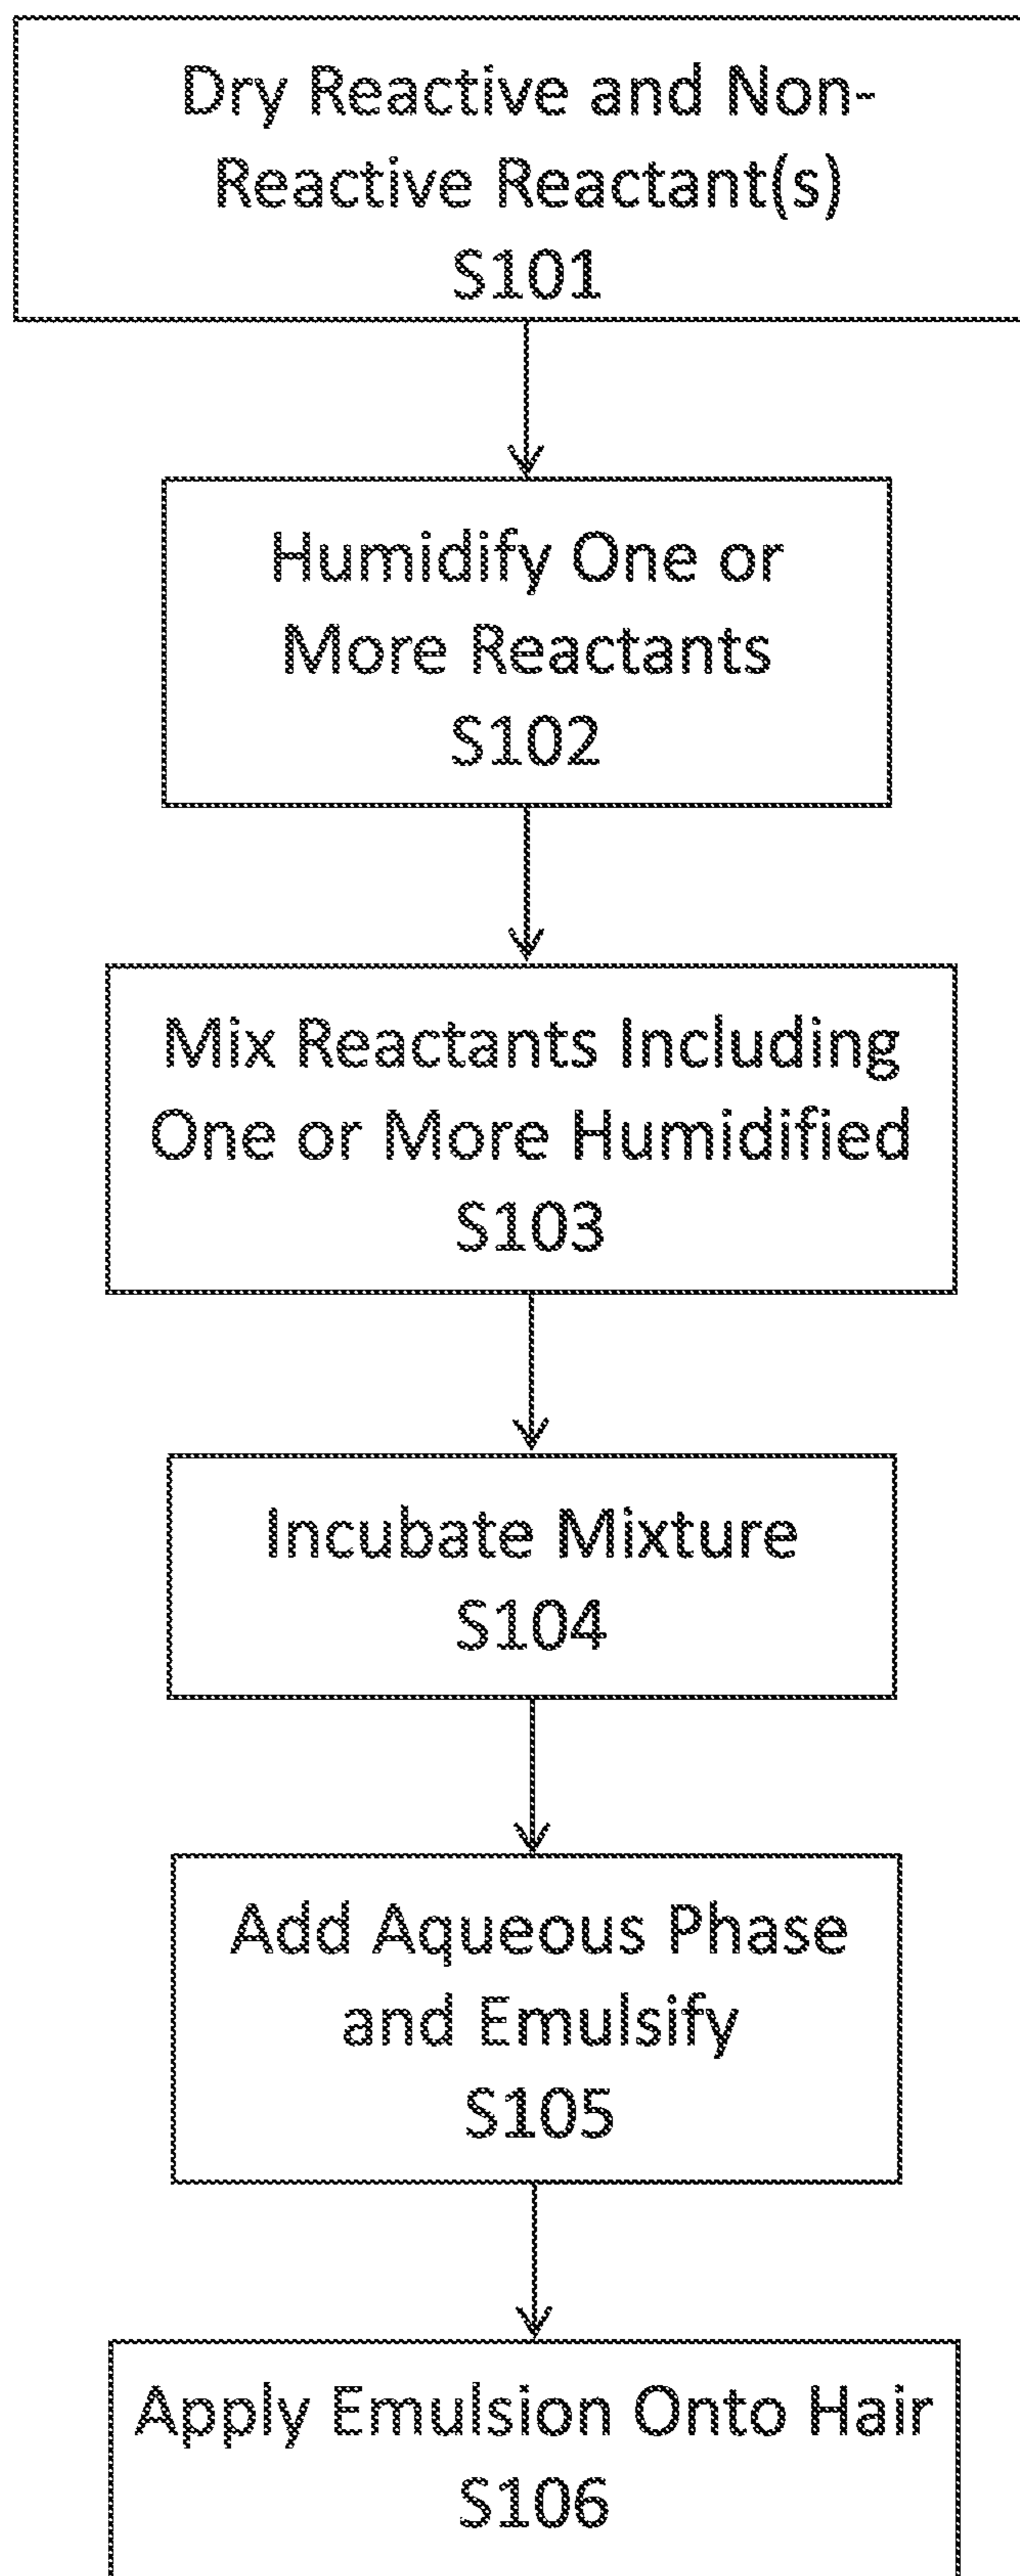 Dry Reactive and Non-
Reactive Reactant(s)
S101
Humidify One or
More Reactants
S102
Mix Reactants Including
One or More Humidified
S103
Incubate Mixture
S104
Add Aqueous Phase
and Emulsify
S105
Apply Emulsion Onto Hair
S106